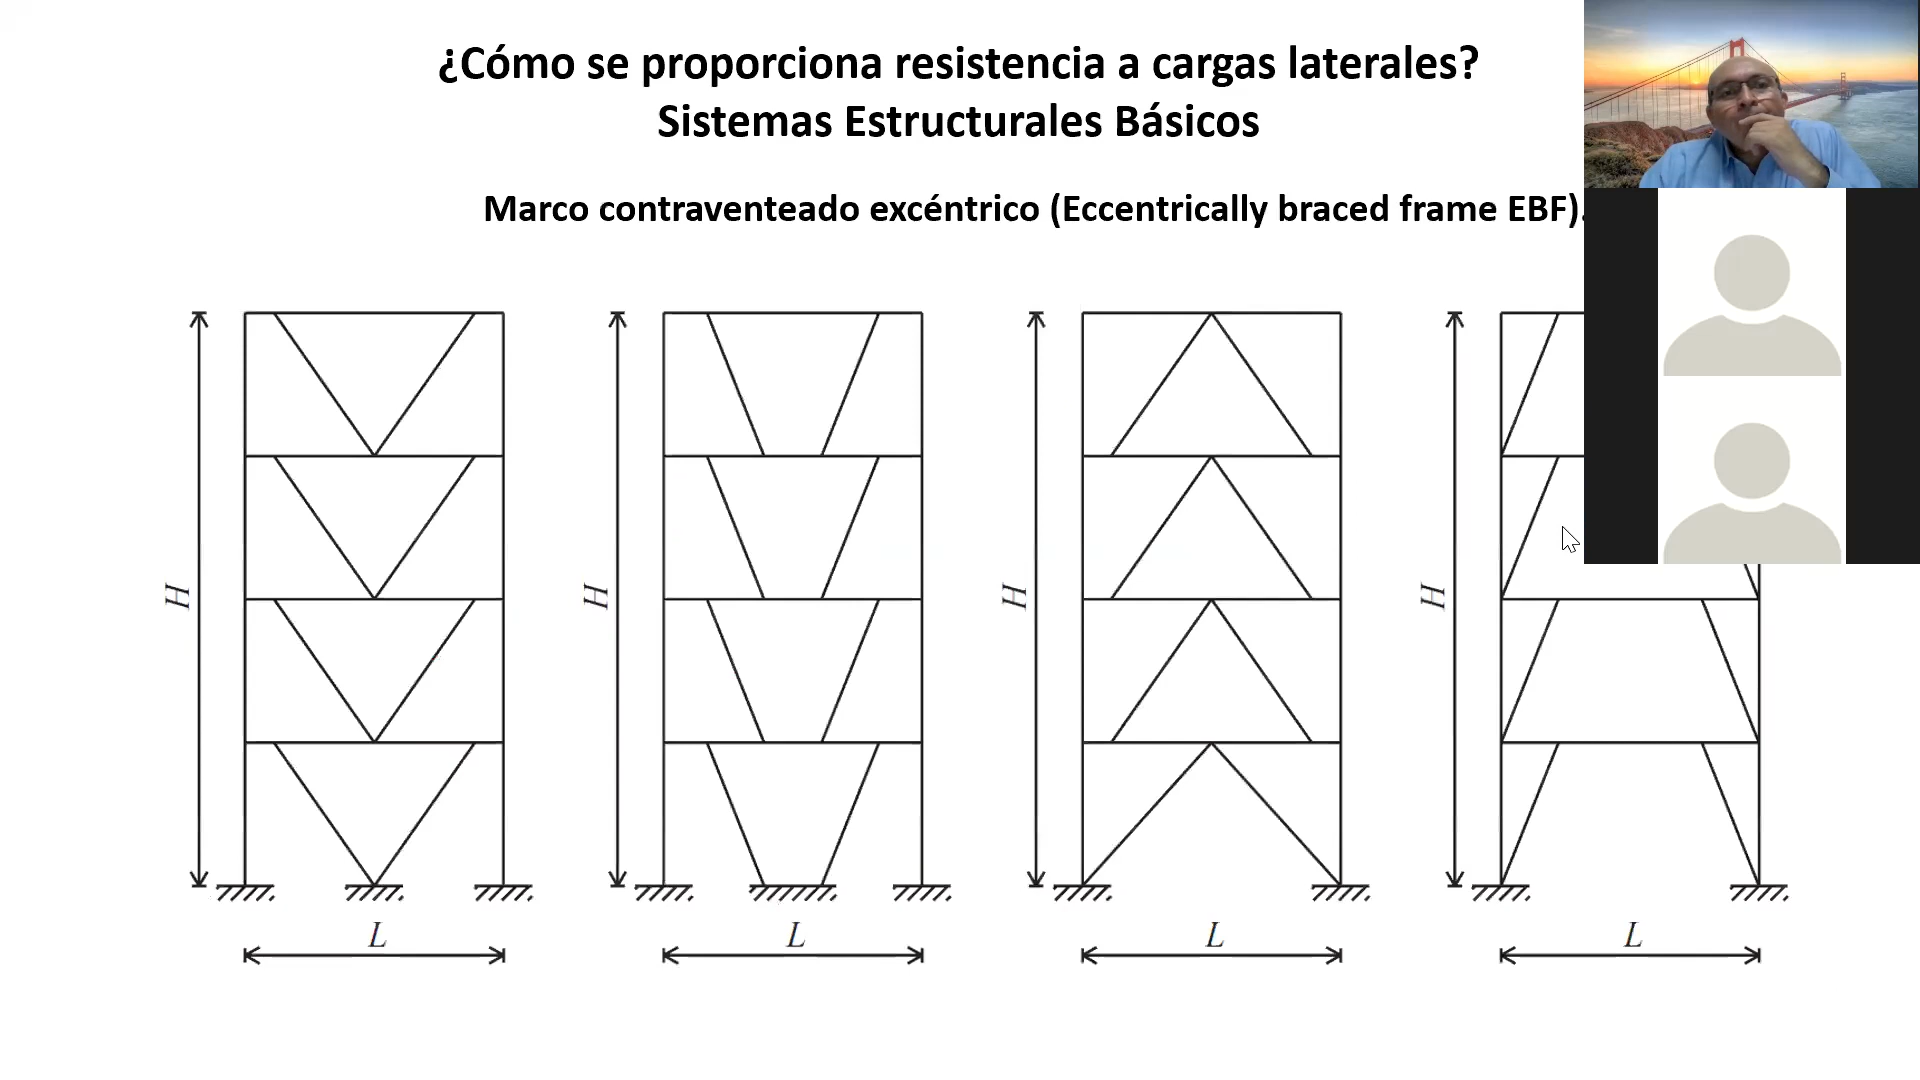 ¿Cómo se proporciona resistencia a cargas laterales?
Sistemas Estructurales Básicos
Marco contraventeado excéntrico (Eccentrically braced frame EBF).
H
H
H
H
L
L
L
L